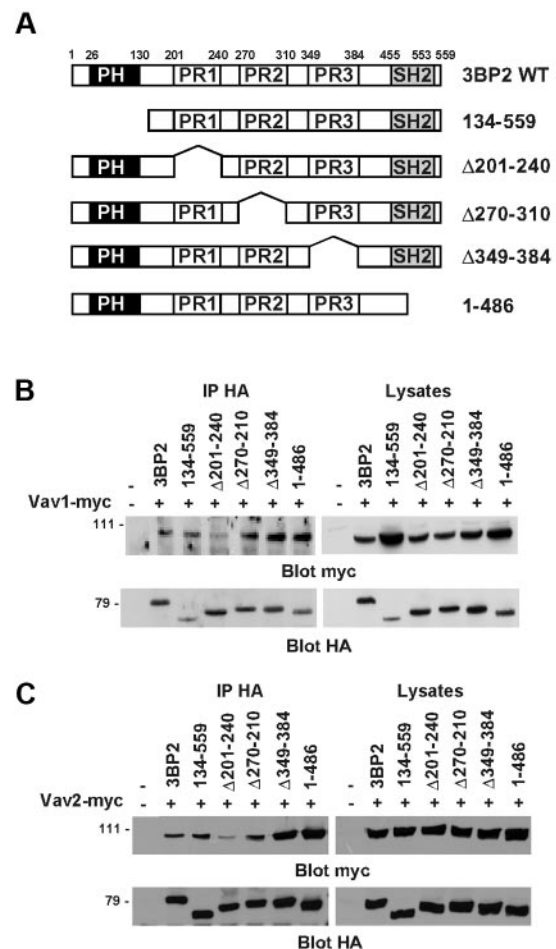 A
1 26 130 201 240 270 310 349 384 455 553 559
PH PR1 PR2 PR3 SH2 3BP2 WT
PR1 PR2 PR3 SH2 134-559
PH PR2 PR3 SH2 Δ201-240
PH PR1 PR3 SH2 Δ270-310
PH PR1 PR2 SH2 Δ349-384
PH PR1 PR2 PR3 1-486
B
IP HA Lysates
- 3BP2 134-559 Δ201-240 Δ270-210 Δ349-384 1-486 - 3BP2 134-559 Δ201-240 Δ270-210 Δ349-384 1-486
Vav1-myc - + + + + + + - + + + + + +
111 -
Blot myc
79 -
Blot HA
C
IP HA Lysates
- 3BP2 134-559 Δ201-240 Δ270-210 Δ349-384 1-486 - 3BP2 134-559 Δ201-240 Δ270-210 Δ349-384 1-486
Vav2-myc - + + + + + + - + + + + + +
111 -
Blot myc
79 -
Blot HA